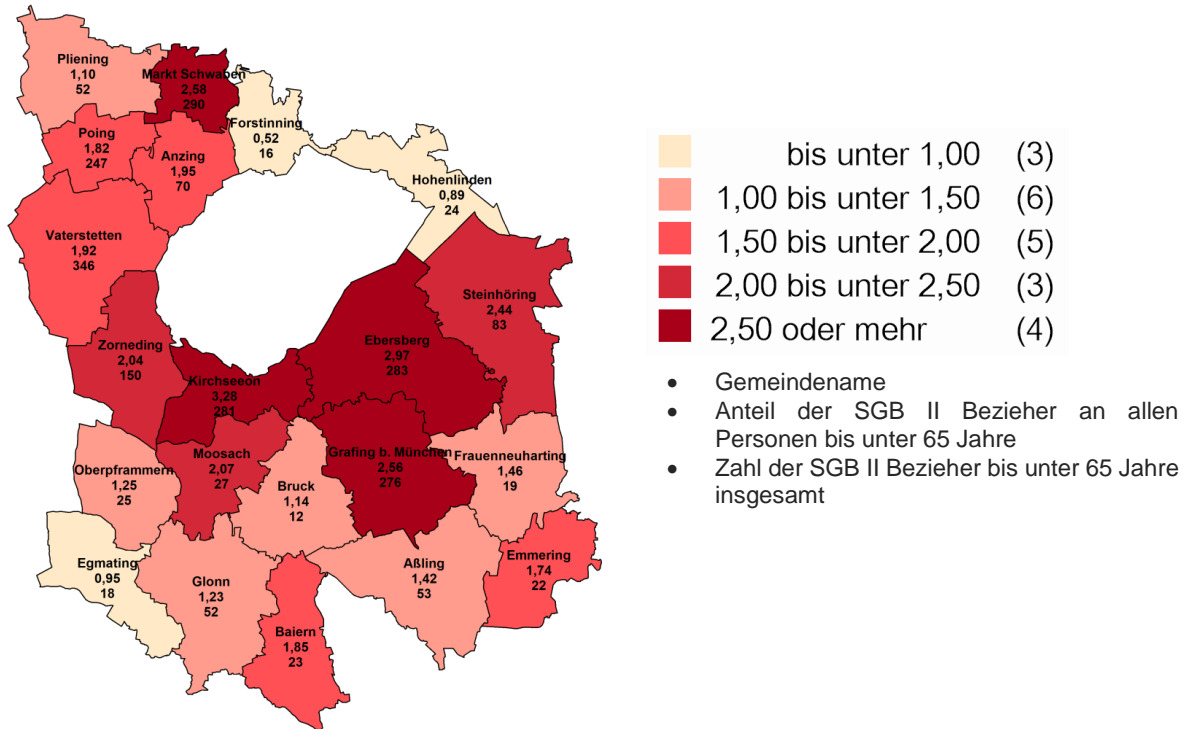 Pliening
1,10
52
Markt Schwaben
2,58
290
Forstinning
0,52
16
Poing
1,82
247
Anzing
1,95
70
Hohenlinden
0,89
24
Vaterstetten
1,92
346
Steinhöring
2,44
83
Zorneding
2,04
150
Ebersberg
2,97
283
Kirchseeon
3,28
281
Moosach
2,07
27
Grafing b. München
2,56
276
Frauenneuharting
1,46
19
Oberpframmern
1,25
25
Bruck
1,14
12
Egmating
0,95
18
Glonn
1,23
52
Aßling
1,42
53
Emmering
1,74
22
Baiern
1,85
23
bis unter 1,00 (3)
1,00 bis unter 1,50 (6)
1,50 bis unter 2,00 (5)
2,00 bis unter 2,50 (3)
2,50 oder mehr (4)
• Gemeindename
• Anteil der SGB II Bezieher an allen
Personen bis unter 65 Jahre
• Zahl der SGB II Bezieher bis unter 65 Jahre
insgesamt